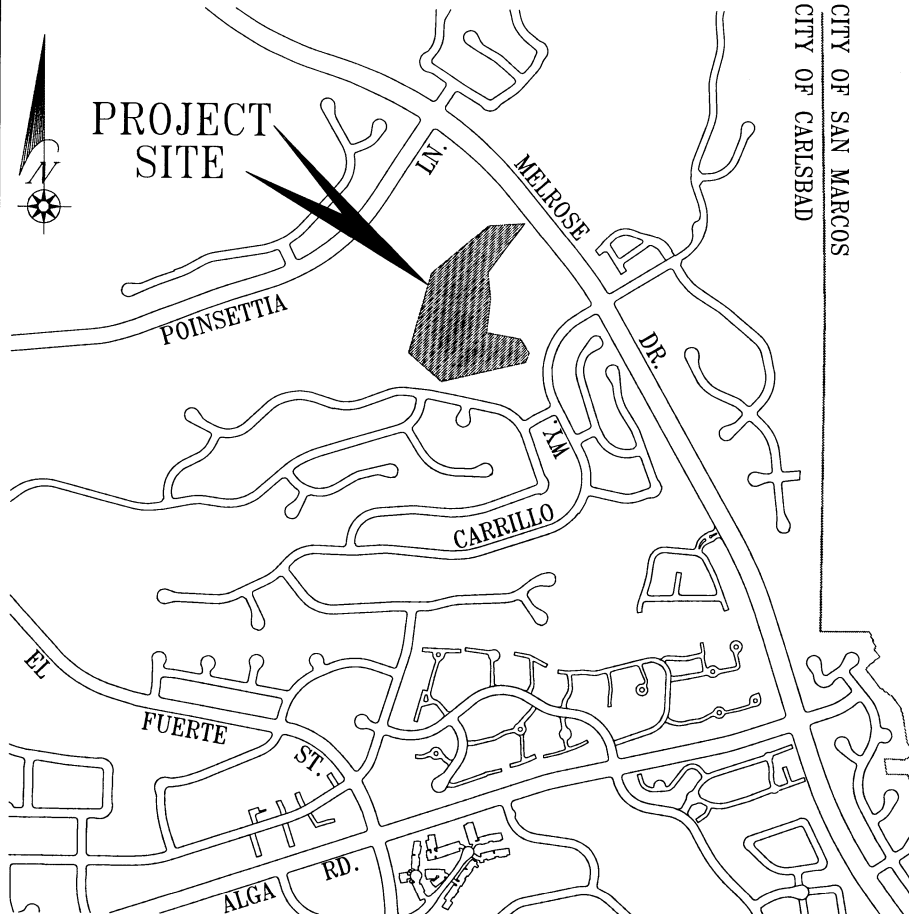 CITY OF SAN MARCOS
CITY OF CARLSBAD
PROJECT
SITE
N
LN.
MELROSE
POINSETTIA
DR.
WY.
CARRILLO
EL
FUERTE
ST.
RD.
ALGA